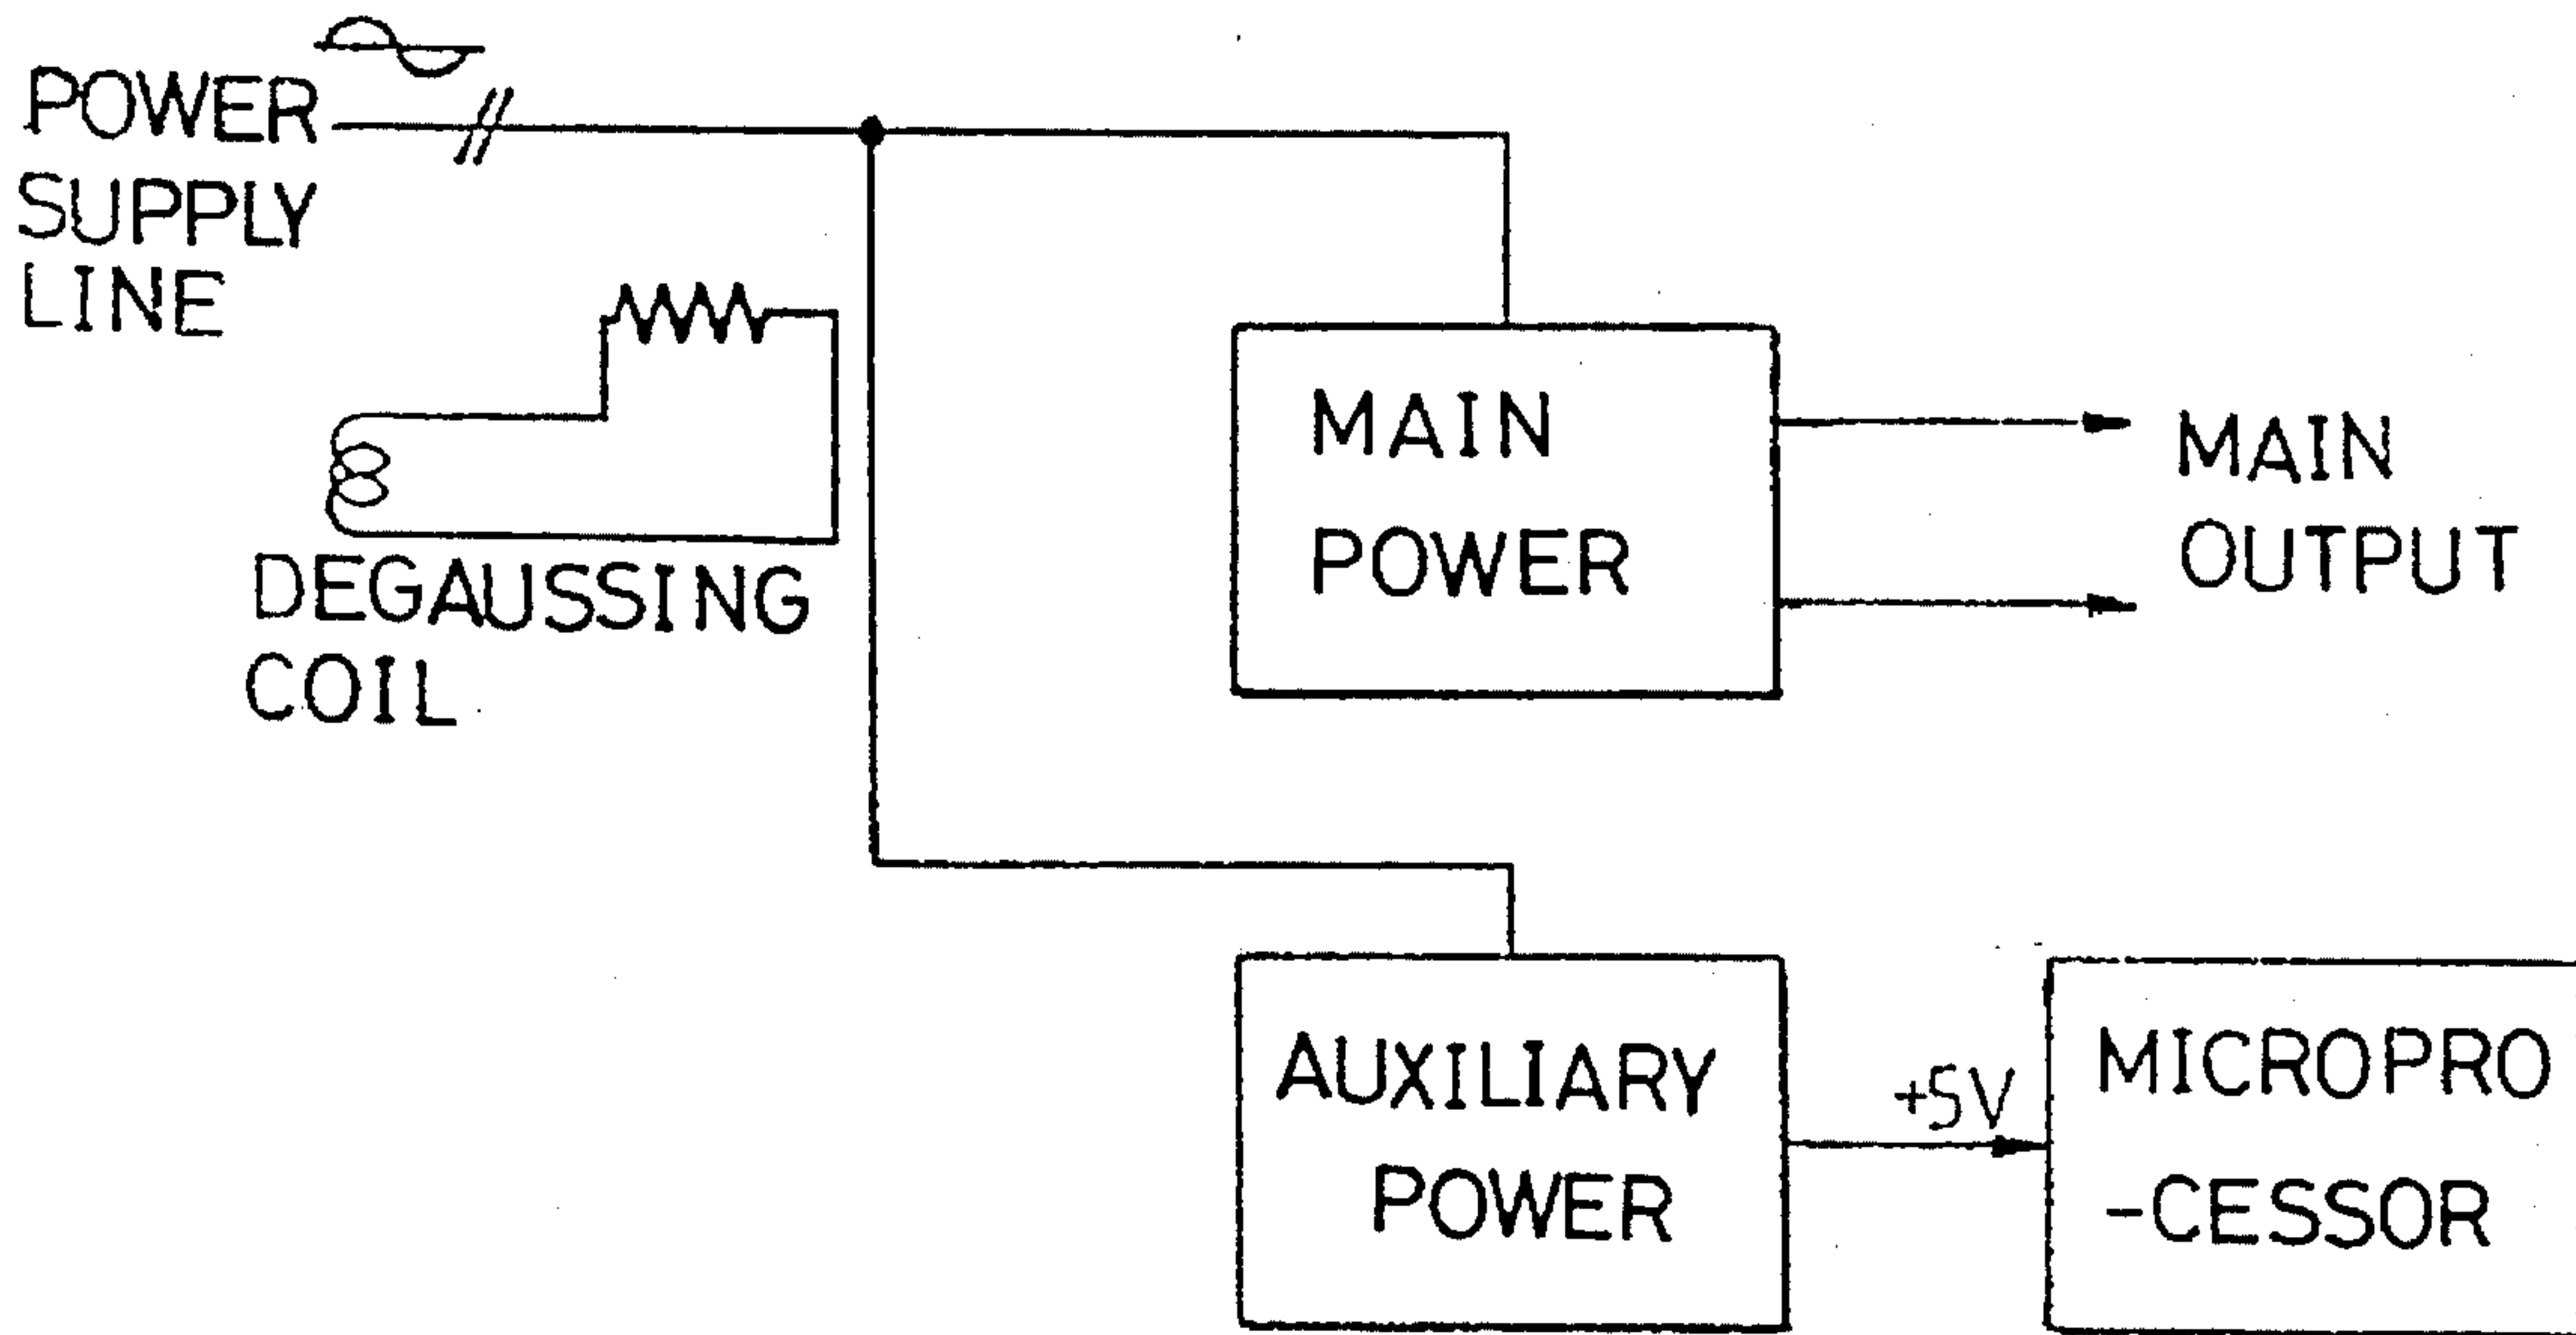 POWER
SUPPLY
LINE
DEGAUSSING
COIL
MAIN
POWER
MAIN
OUTPUT
AUXILIARY
POWER
+5V
MICROPRO
-CESSOR